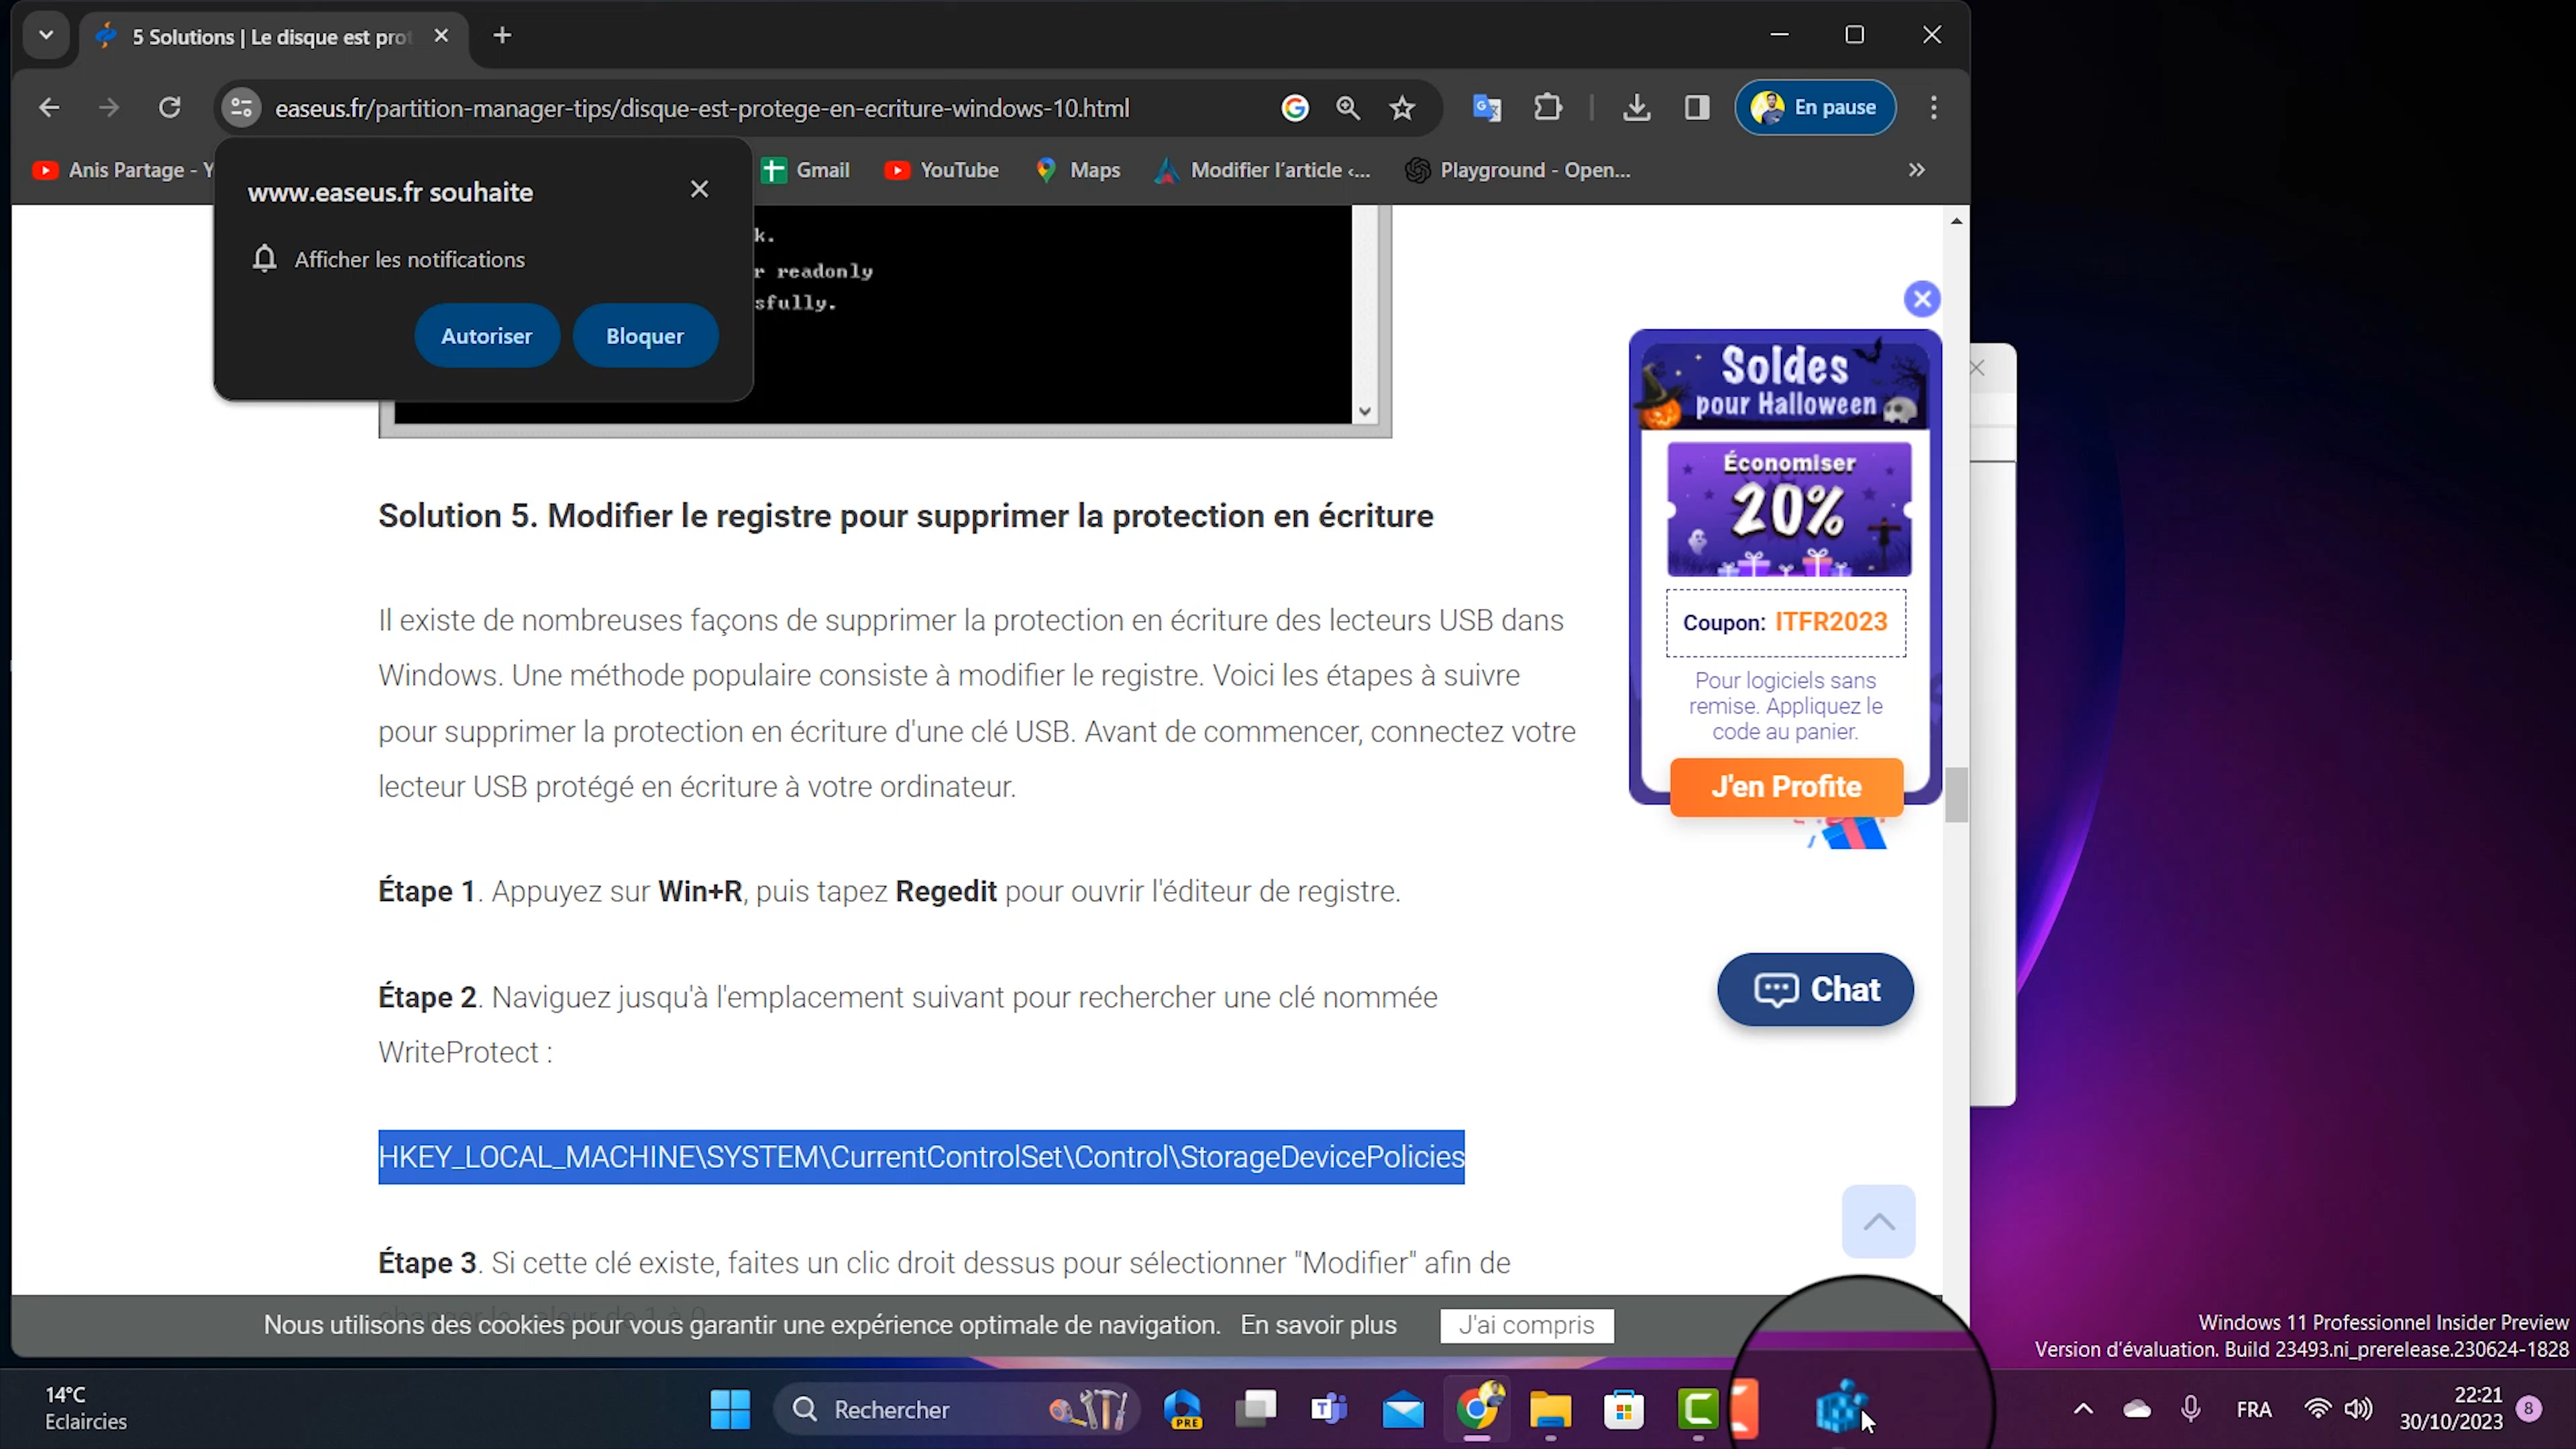 5 Solutions | Le disque est prot
easeus.fr/partition-manager-tips/disque-est-protege-en-ecriture-windows-10.html
En pause
Anis Partage - Y
Gmail
YouTube
Maps
Modifier l'article ‹...
Playground - Open...
www.easeus.fr souhaite
Afficher les notifications
Autoriser
Bloquer
k.
r readonly
sfully.
Soldes
pour Halloween
Économiser
20%
Coupon: ITFR2023
Pour logiciels sans
remise. Appliquez le
code au panier.
J'en Profite
Solution 5. Modifier le registre pour supprimer la protection en écriture
Il existe de nombreuses façons de supprimer la protection en écriture des lecteurs USB dans
Windows. Une méthode populaire consiste à modifier le registre. Voici les étapes à suivre
pour supprimer la protection en écriture d'une clé USB. Avant de commencer, connectez votre
lecteur USB protégé en écriture à votre ordinateur.
Étape 1. Appuyez sur Win+R, puis tapez Regedit pour ouvrir l'éditeur de registre.
Étape 2. Naviguez jusqu'à l'emplacement suivant pour rechercher une clé nommée
WriteProtect :
Chat
HKEY_LOCAL_MACHINE\SYSTEM\CurrentControlSet\Control\StorageDevicePolicies
Étape 3. Si cette clé existe, faites un clic droit dessus pour sélectionner "Modifier" afin de
changer la valeur de 1 à 0
Nous utilisons des cookies pour vous garantir une expérience optimale de navigation. En savoir plus
J'ai compris
Windows 11 Professionnel Insider Preview
Version d'évaluation. Build 23493.ni_prerelease.230624-1828
14°C
Eclaircies
Rechercher
PRE
FRA
22:21
30/10/2023
8